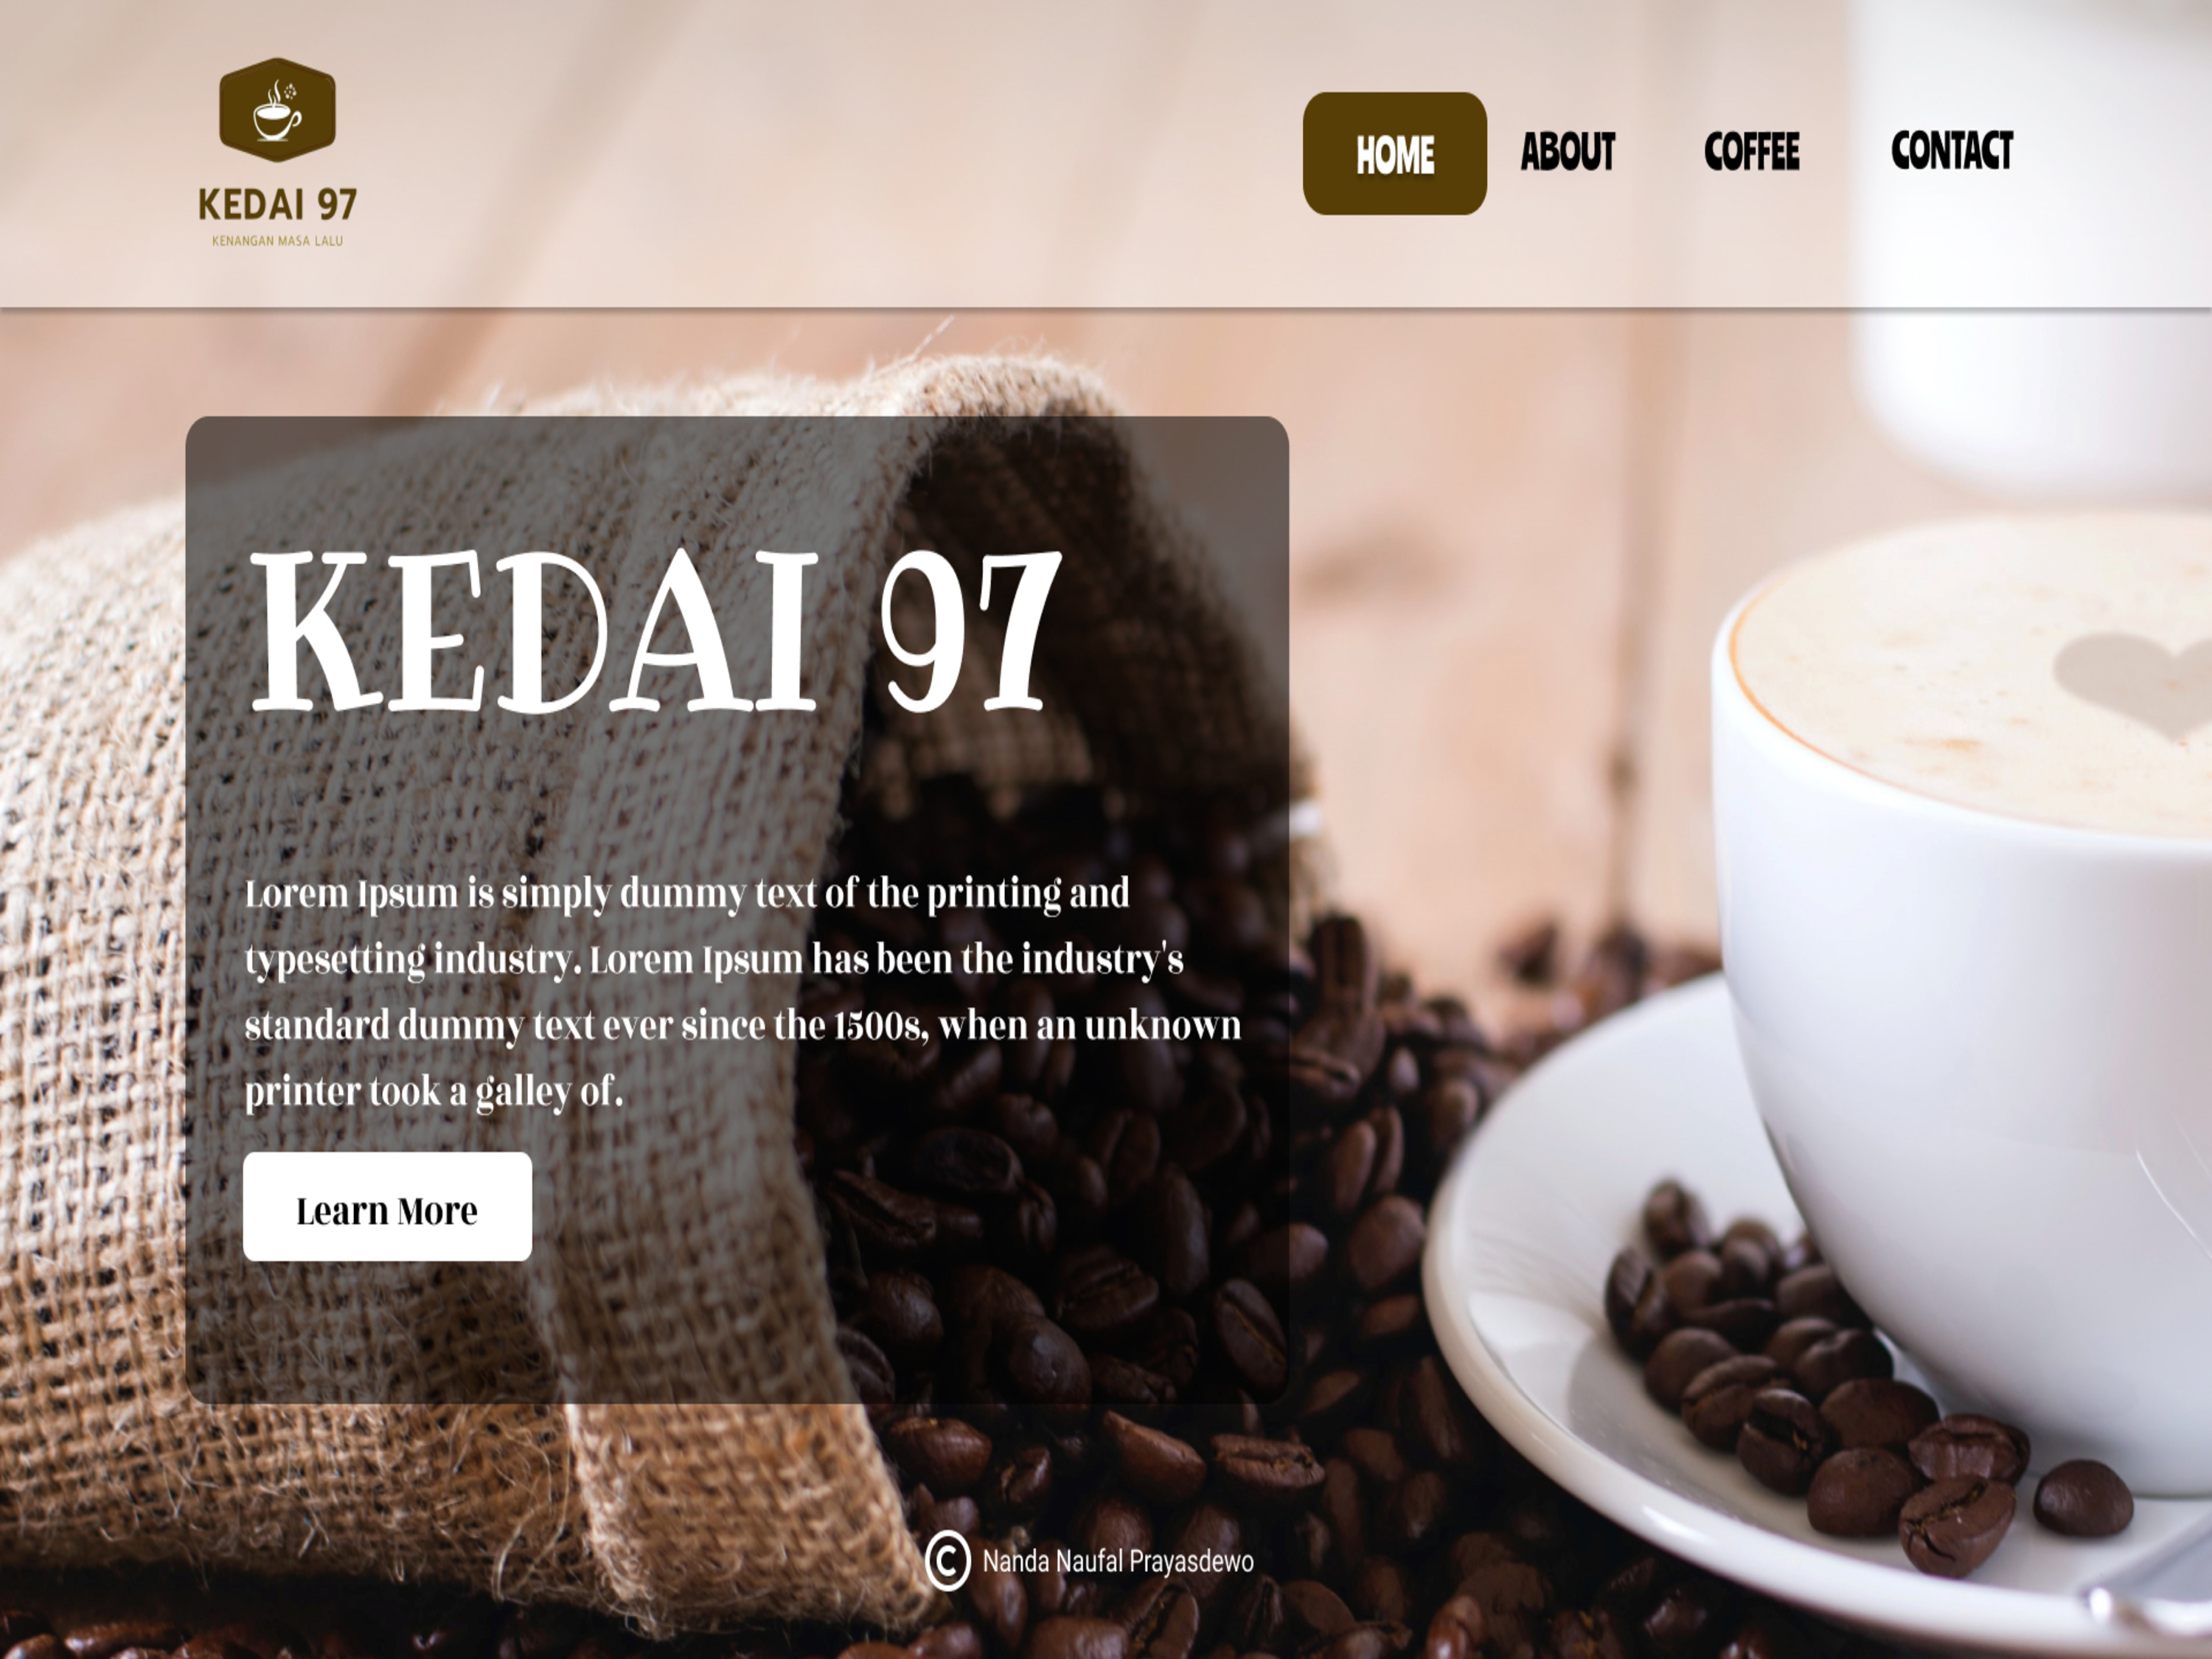 KEDAI 97
KENANGAN MASA LALU
HOME
ABOUT
COFFEE
CONTACT
KEDAI 97
Lorem Ipsum is simply dummy text of the printing and
typesetting industry. Lorem Ipsum has been the industry's
standard dummy text ever since the 1500s, when an unknown
printer took a galley of.
Learn More
© Nanda Naufal Prayasdewo